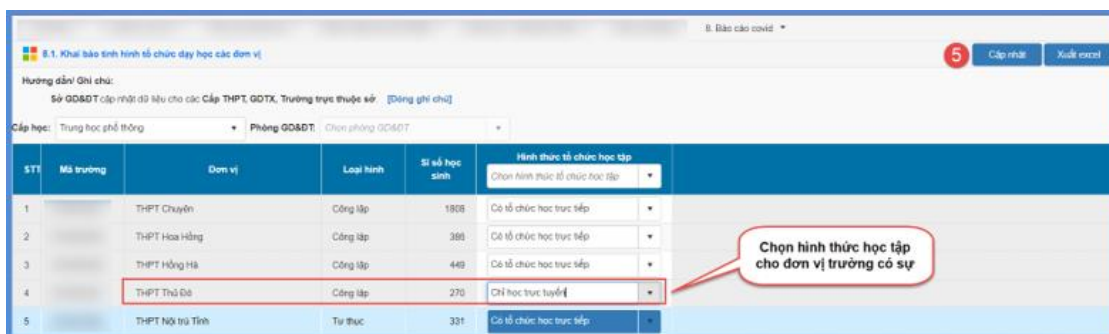 8. Báo cáo covid
8.1. Khai báo tình hình tổ chức dạy học các đơn vị
5 Cập nhật Xuất excel
Hướng dẫn/ Ghi chú:
Sở GD&ĐT cập nhật dữ liệu cho các Cấp THPT, GDTX, Trường trực thuộc sở. [Đóng ghi chú]
Cấp học: Trung học phổ thông Phòng GD&ĐT: Chọn phòng GD&ĐT
STT Mã trường Đơn vị Loại hình Sĩ số học sinh Hình thức tổ chức học tập
Chọn hình thức tổ chức học tập
1 THPT Chuyên Công lập 1808 Có tổ chức học trực tiếp
2 THPT Hoa Hồng Công lập 386 Có tổ chức học trực tiếp
3 THPT Hồng Hà Công lập 449 Có tổ chức học trực tiếp
4 THPT Thủ Đô Công lập 270 Chỉ học trực tuyến
5 THPT Nội trú Tỉnh Tư thục 331 Có tổ chức học trực tiếp
Chọn hình thức học tập
cho đơn vị trường có sự